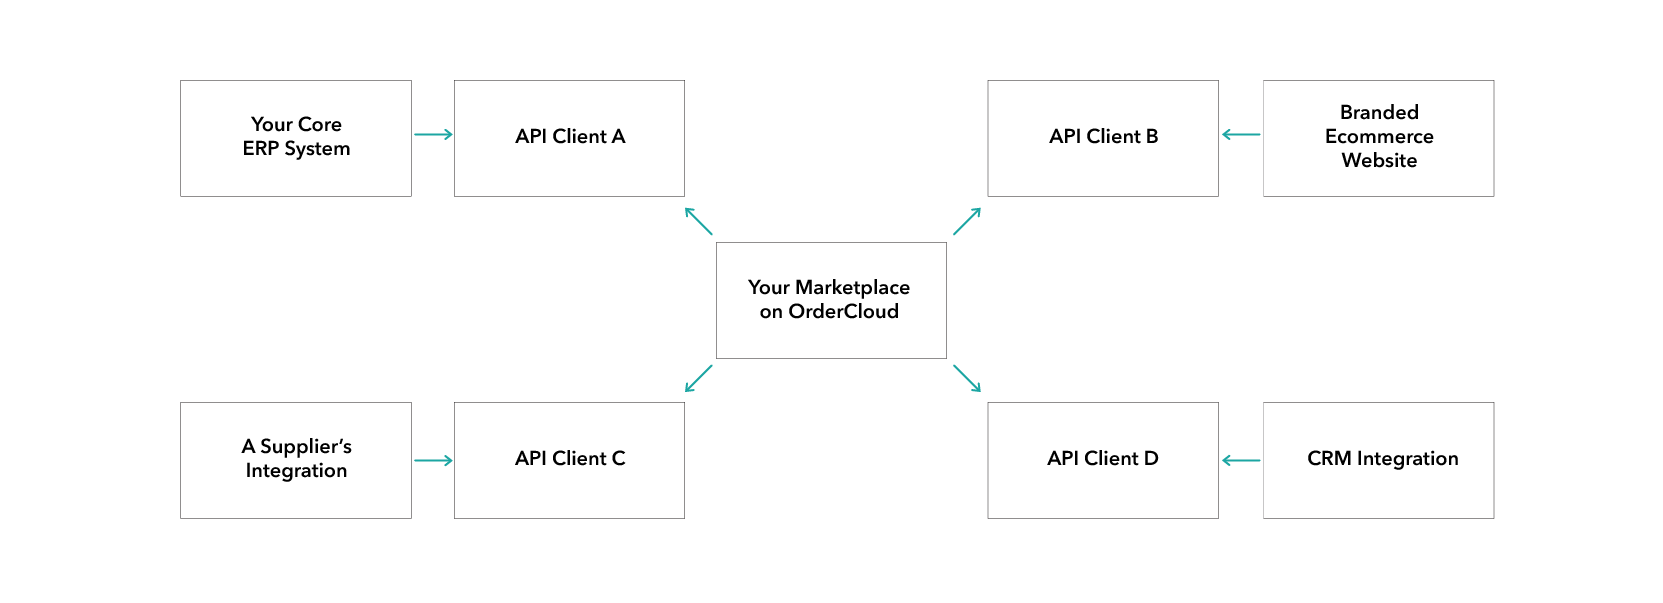 Your Core
ERP System
API Client A
API Client B
Branded
Ecommerce
Website
Your Marketplace
on OrderCloud
A Supplier’s
Integration
API Client C
API Client D
CRM Integration